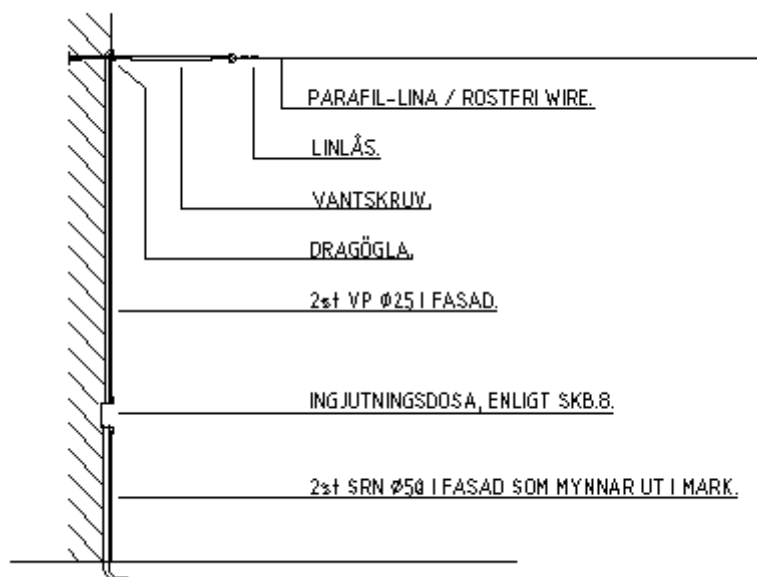 PARAFIL-LINA / ROSTFRI WIRE.
LINLÅS.
VANTSKRUV.
DRAGÖGLA.
2st VP Ø25 I FASAD.
INGJUTNINGSDOSA, ENLIGT SKB.8.
2st SRN Ø50 I FASAD SOM MYNNAR UT I MARK.